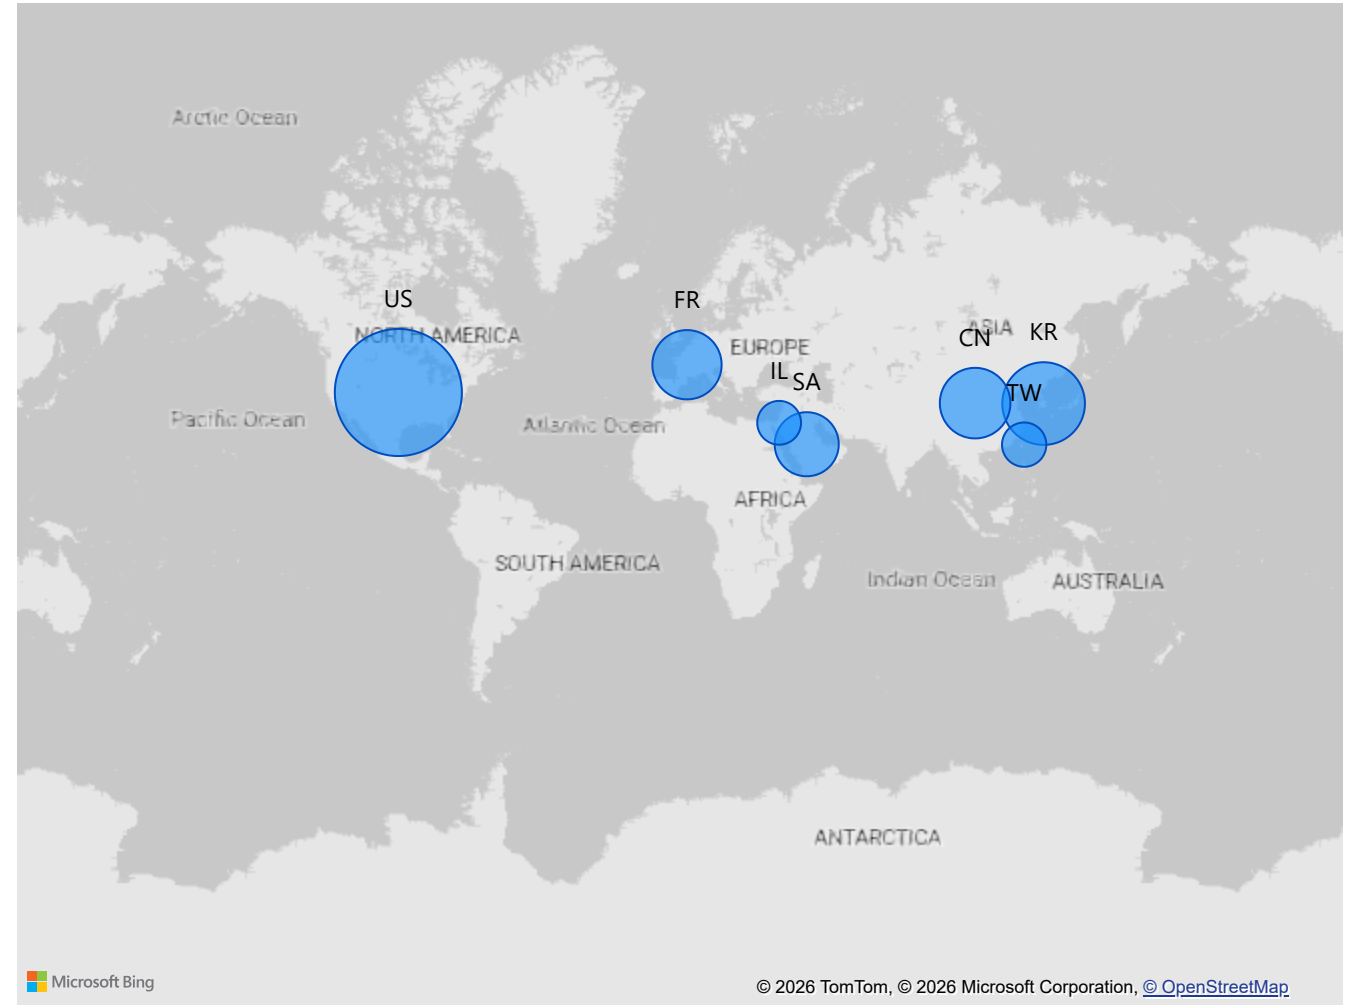 Arctic Ocean
US
FR
NORTH AMERICA
ASIA
KR
CN
EUROPE
IL
SA
TW
Pacific Ocean
Atlantic Ocean
AFRICA
SOUTH AMERICA
Indian Ocean
AUSTRALIA
ANTARCTICA
Microsoft Bing
© 2026 TomTom, © 2026 Microsoft Corporation, © OpenStreetMap